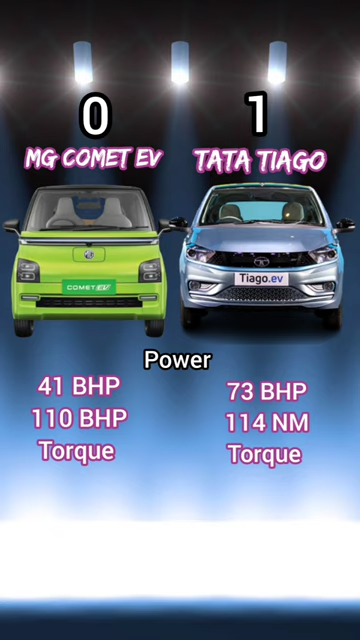 0 1
MG COMET EV TATA TIAGO
COMET EV
Tiago.ev
Power
41 BHP
110 BHP
Torque
73 BHP
114 NM
Torque